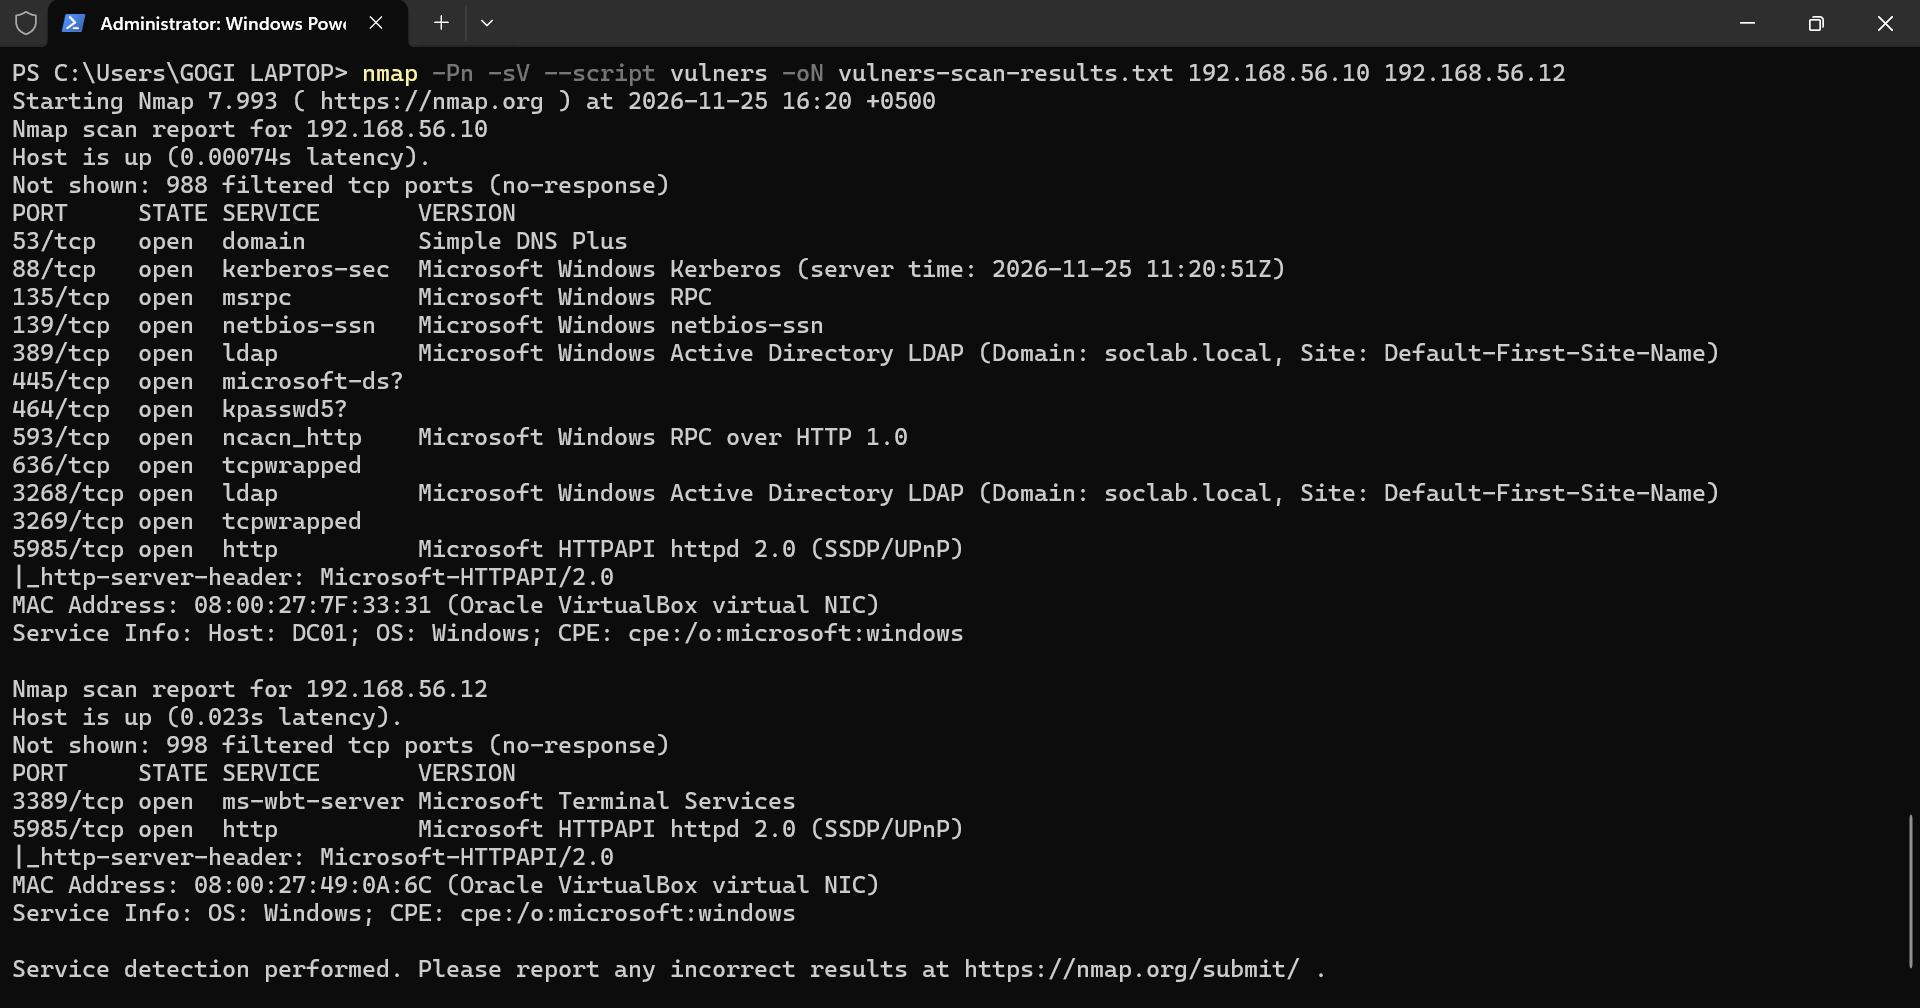 Administrator: Windows Powe
PS C:\Users\GOGI LAPTOP> nmap -Pn -sV --script vulners -oN vulners-scan-results.txt 192.168.56.10 192.168.56.12
Starting Nmap 7.993 ( https://nmap.org ) at 2026-11-25 16:20 +0500
Nmap scan report for 192.168.56.10
Host is up (0.00074s latency).
Not shown: 988 filtered tcp ports (no-response)
PORT     STATE SERVICE       VERSION
53/tcp   open  domain        Simple DNS Plus
88/tcp   open  kerberos-sec  Microsoft Windows Kerberos (server time: 2026-11-25 11:20:51Z)
135/tcp  open  msrpc         Microsoft Windows RPC
139/tcp  open  netbios-ssn   Microsoft Windows netbios-ssn
389/tcp  open  ldap          Microsoft Windows Active Directory LDAP (Domain: soclab.local, Site: Default-First-Site-Name)
445/tcp  open  microsoft-ds?
464/tcp  open  kpasswd5?
593/tcp  open  ncacn_http    Microsoft Windows RPC over HTTP 1.0
636/tcp  open  tcpwrapped
3268/tcp open  ldap          Microsoft Windows Active Directory LDAP (Domain: soclab.local, Site: Default-First-Site-Name)
3269/tcp open  tcpwrapped
5985/tcp open  http          Microsoft HTTPAPI httpd 2.0 (SSDP/UPnP)
|_http-server-header: Microsoft-HTTPAPI/2.0
MAC Address: 08:00:27:7F:33:31 (Oracle VirtualBox virtual NIC)
Service Info: Host: DC01; OS: Windows; CPE: cpe:/o:microsoft:windows
Nmap scan report for 192.168.56.12
Host is up (0.023s latency).
Not shown: 998 filtered tcp ports (no-response)
PORT     STATE SERVICE       VERSION
3389/tcp open  ms-wbt-server Microsoft Terminal Services
5985/tcp open  http          Microsoft HTTPAPI httpd 2.0 (SSDP/UPnP)
|_http-server-header: Microsoft-HTTPAPI/2.0
MAC Address: 08:00:27:49:0A:6C (Oracle VirtualBox virtual NIC)
Service Info: OS: Windows; CPE: cpe:/o:microsoft:windows
Service detection performed. Please report any incorrect results at https://nmap.org/submit/ .